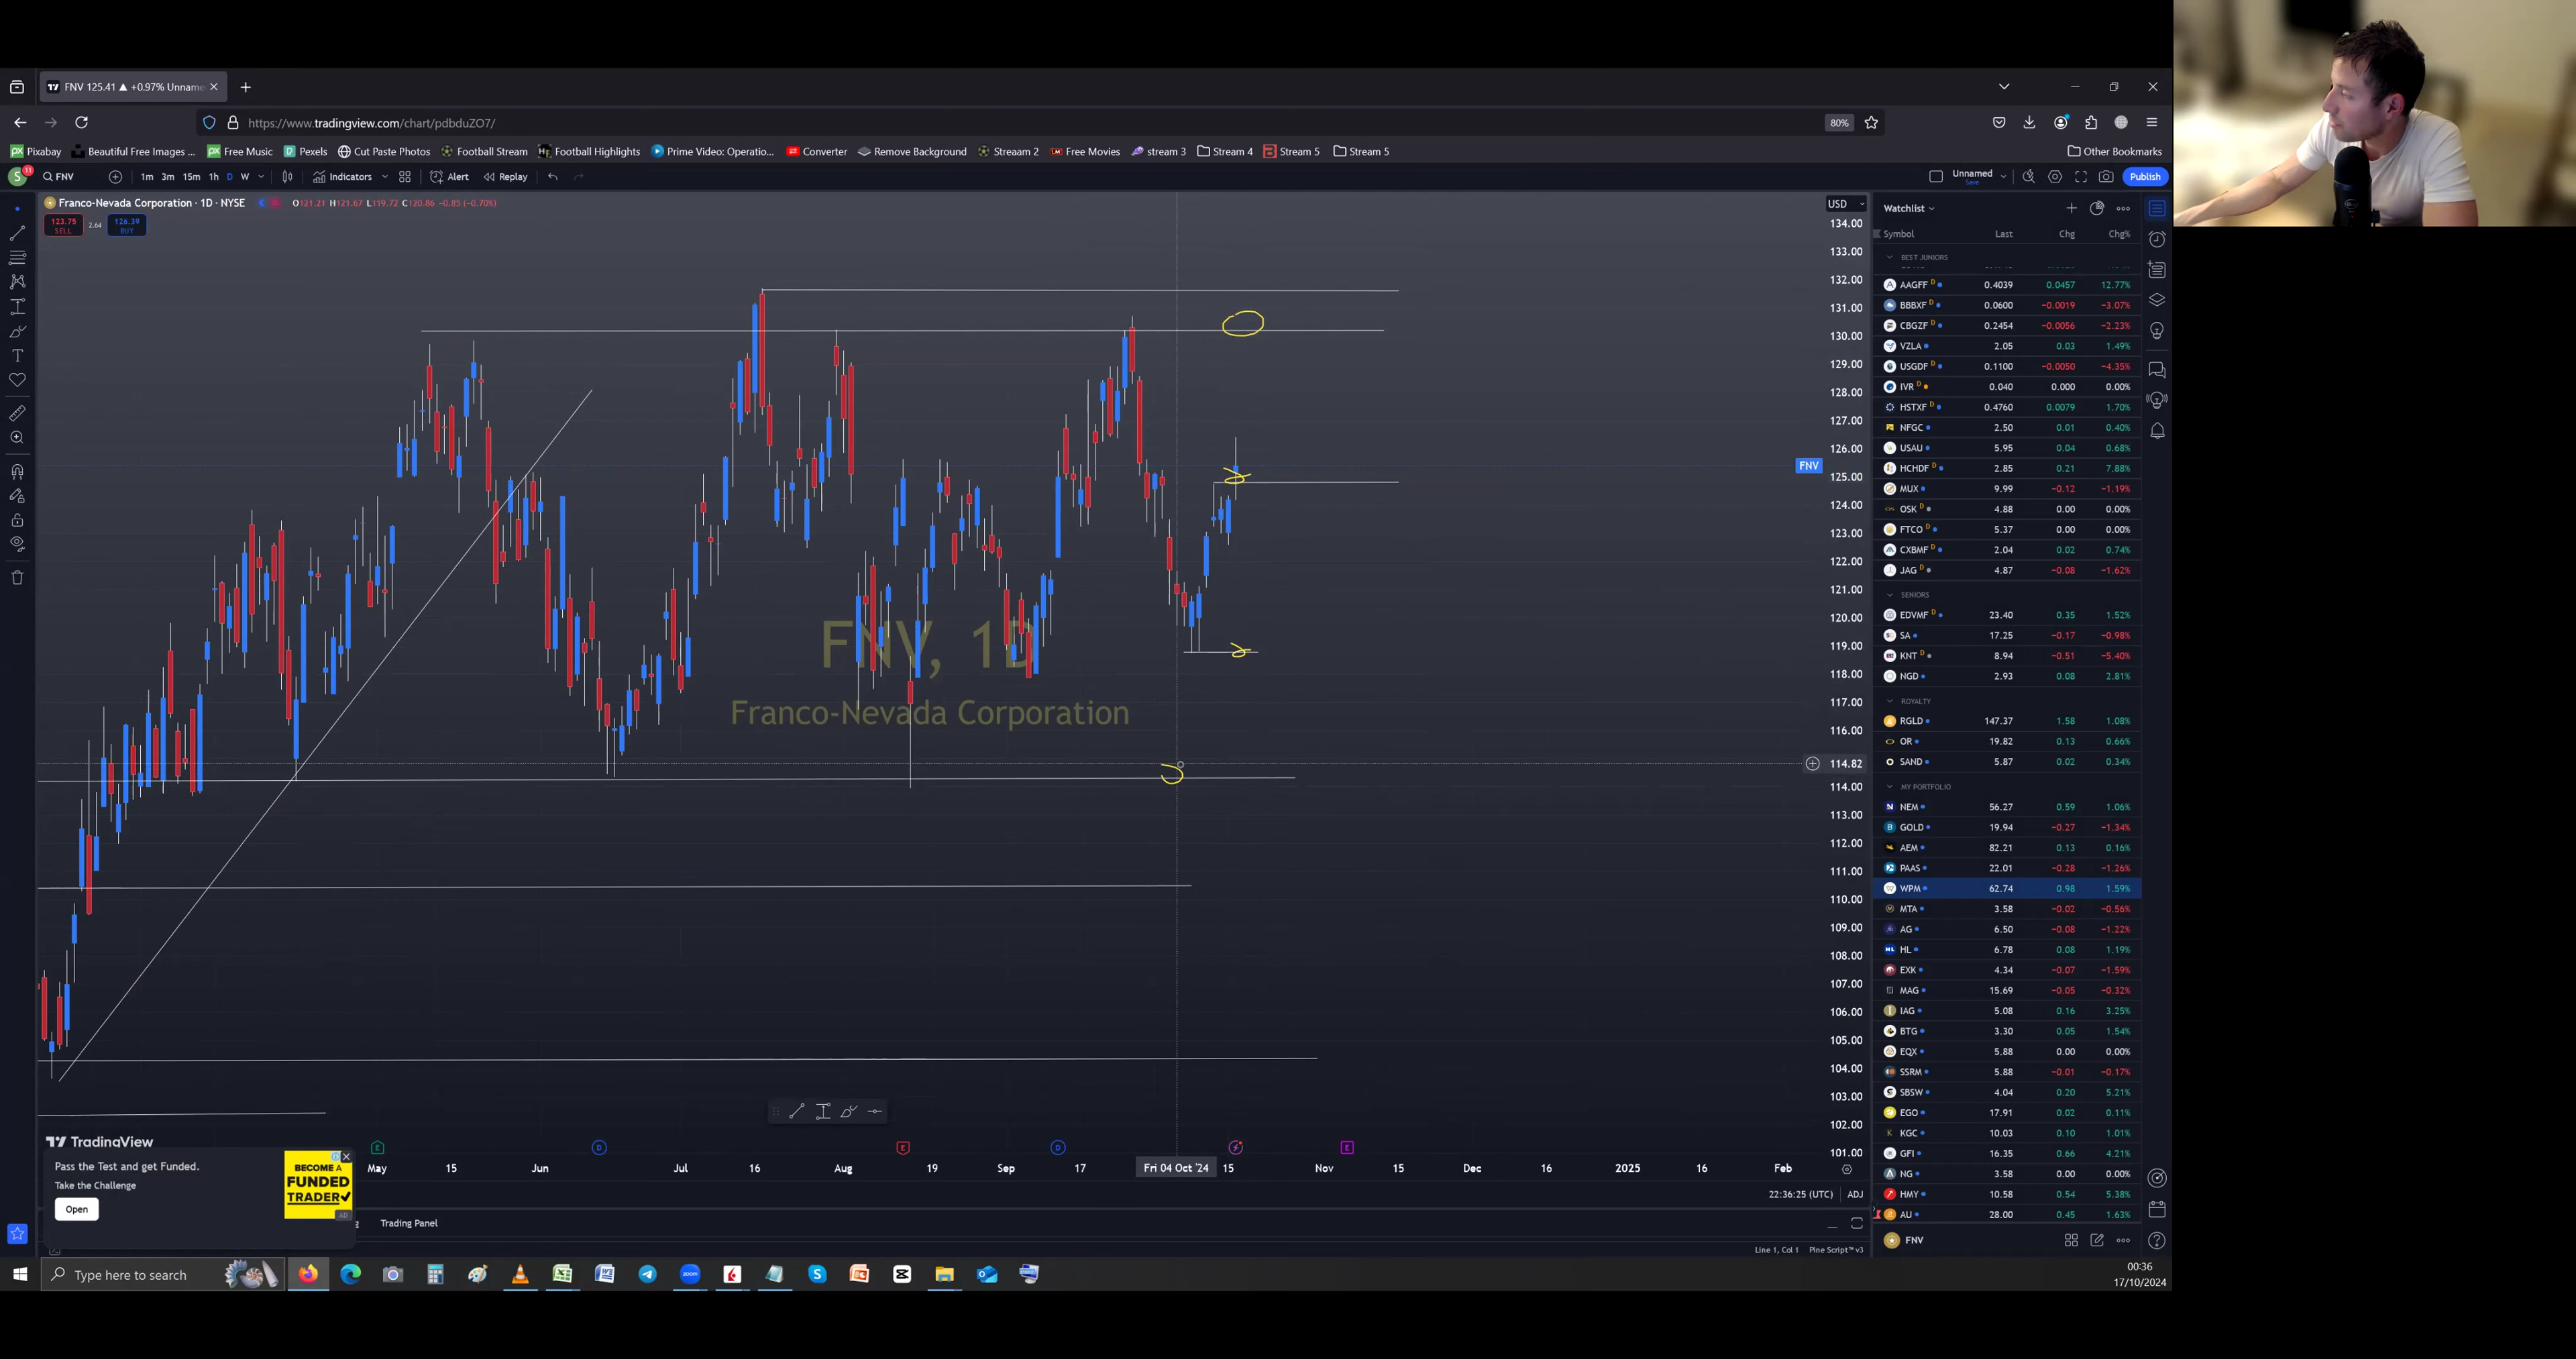 FNV 125.41 ▲ +0.97% Unname
https://www.tradingview.com/chart/pdbduZO7/
80%
Pixabay Beautiful Free Images ... Free Music Pexels Cut Paste Photos Football Stream Football Highlights Prime Video: Operatio... Converter Remove Background Streaam 2 Free Movies stream 3 Stream 4 Stream 5 Stream 5 Other Bookmarks
S 11 FNV 1m 3m 15m 1h D W Indicators Alert Replay Unnamed Save Publish
Franco-Nevada Corporation · 1D · NYSE O121.21 H121.67 L119.72 C120.86 −0.85 (−0.70%)
123.75 SELL 2.64 126.39 BUY
USD
134.00
133.00
132.00
131.00
130.00
129.00
128.00
127.00
126.00
FNV
125.00
124.00
123.00
122.00
121.00
120.00
119.00
118.00
117.00
116.00
114.82
114.00
113.00
112.00
111.00
110.00
109.00
108.00
107.00
106.00
105.00
104.00
103.00
102.00
101.00
FNV, 1D
Franco-Nevada Corporation
TradingView
Pass the Test and get Funded.
Take the Challenge
Open
BECOME A
FUNDED
TRADER
AD
E D E D E
May 15 Jun Jul 16 Aug 19 Sep 17 Fri 04 Oct '24 15 Nov 15 Dec 16 2025 16 Feb
22:36:25 (UTC) ADJ
Trading Panel
Line 1, Col 1 Pine Script™ v3
Watchlist
Symbol Last Chg Chg%
BEST JUNIORS
AAGFF D 0.4039 0.0457 12.77%
BBBXF D 0.0600 −0.0019 −3.07%
CBGZF D 0.2454 −0.0056 −2.23%
VZLA 2.05 0.03 1.49%
USGDF D 0.1100 −0.0050 −4.35%
IVR D 0.040 0.000 0.00%
HSTXF D 0.4760 0.0079 1.70%
NFGC 2.50 0.01 0.40%
USAU 5.95 0.04 0.68%
HCHDF D 2.85 0.21 7.88%
MUX 9.99 −0.12 −1.19%
OSK D 4.88 0.00 0.00%
FTCO D 5.37 0.00 0.00%
CXBMF D 2.04 0.02 0.74%
JAG D 4.87 −0.08 −1.62%
SENIORS
EDVMF D 23.40 0.35 1.52%
SA 17.25 −0.17 −0.98%
KNT D 8.94 −0.51 −5.40%
NGD 2.93 0.08 2.81%
ROYALTY
RGLD 147.37 1.58 1.08%
OR 19.82 0.13 0.66%
SAND 5.87 0.02 0.34%
MY PORTFOLIO
NEM 56.27 0.59 1.06%
GOLD 19.94 −0.27 −1.34%
AEM 82.21 0.13 0.16%
PAAS 22.01 −0.28 −1.26%
WPM 62.74 0.98 1.59%
MTA 3.58 −0.02 −0.56%
AG 6.50 −0.08 −1.22%
HL 6.78 0.08 1.19%
EXK 4.34 −0.07 −1.59%
MAG 15.69 −0.05 −0.32%
IAG 5.08 0.16 3.25%
BTG 3.30 0.05 1.54%
EQX 5.88 0.00 0.00%
SSRM 5.88 −0.01 −0.17%
SBSW 4.04 0.20 5.21%
EGO 17.91 0.02 0.11%
KGC 10.03 0.10 1.01%
GFI 16.35 0.66 4.21%
NG 3.58 0.00 0.00%
HMY 10.58 0.54 5.38%
AU 28.00 0.45 1.63%
FNV
Type here to search
00:36
17/10/2024